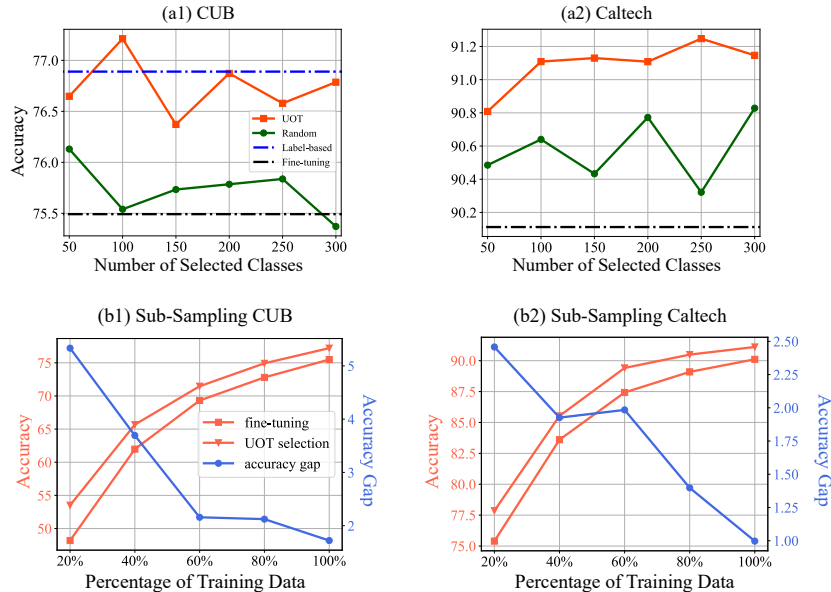 (a1) CUB
77.0
76.5
76.0
75.5
Accuracy
UOT
Random
Label-based
Fine-tuning
50
100
150
200
250
300
Number of Selected Classes
(a2) Caltech
91.2
91.0
90.8
90.6
90.4
90.2
50
100
150
200
250
300
Number of Selected Classes
(b1) Sub-Sampling CUB
75
70
65
60
55
50
Accuracy
5
4
3
2
Accuracy Gap
fine-tuning
UOT selection
accuracy gap
20%
40%
60%
80%
100%
Percentage of Training Data
(b2) Sub-Sampling Caltech
90.0
87.5
85.0
82.5
80.0
77.5
75.0
Accuracy
2.50
2.25
2.00
1.75
1.50
1.25
1.00
Accuracy Gap
20%
40%
60%
80%
100%
Percentage of Training Data